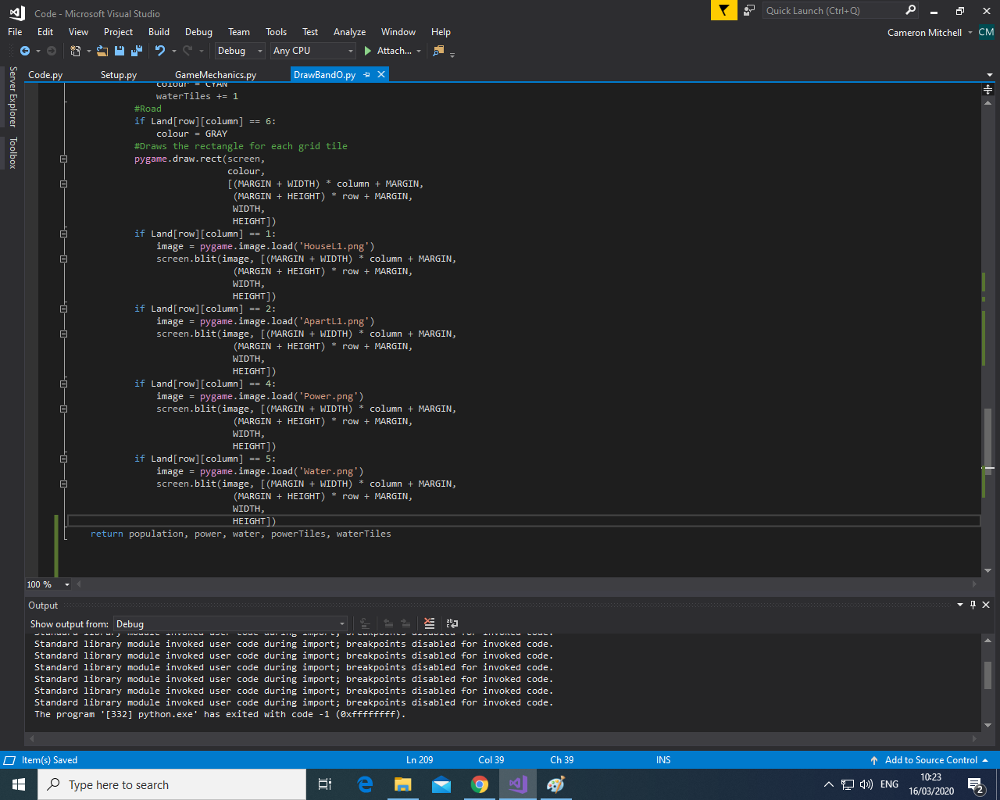 Code - Microsoft Visual Studio
Quick Launch (Ctrl+Q)
File Edit View Project Build Debug Team Tools Test Analyze Window Help
Cameron Mitchell CM
Debug Any CPU Attach...
Server Explorer
Toolbox
Code.py Setup.py GameMechanics.py DrawBandO.py
colour = CYAN
waterTiles += 1
#Road
if Land[row][column] == 6:
colour = GRAY
#Draws the rectangle for each grid tile
pygame.draw.rect(screen,
colour,
[(MARGIN + WIDTH) * column + MARGIN,
(MARGIN + HEIGHT) * row + MARGIN,
WIDTH,
HEIGHT])
if Land[row][column] == 1:
image = pygame.image.load('HouseL1.png')
screen.blit(image, [(MARGIN + WIDTH) * column + MARGIN,
(MARGIN + HEIGHT) * row + MARGIN,
WIDTH,
HEIGHT])
if Land[row][column] == 2:
image = pygame.image.load('ApartL1.png')
screen.blit(image, [(MARGIN + WIDTH) * column + MARGIN,
(MARGIN + HEIGHT) * row + MARGIN,
WIDTH,
HEIGHT])
if Land[row][column] == 4:
image = pygame.image.load('Power.png')
screen.blit(image, [(MARGIN + WIDTH) * column + MARGIN,
(MARGIN + HEIGHT) * row + MARGIN,
WIDTH,
HEIGHT])
if Land[row][column] == 5:
image = pygame.image.load('Water.png')
screen.blit(image, [(MARGIN + WIDTH) * column + MARGIN,
(MARGIN + HEIGHT) * row + MARGIN,
WIDTH,
HEIGHT])
return population, power, water, powerTiles, waterTiles
100 %
Output
Show output from: Debug
Standard library module invoked user code during import; breakpoints disabled for invoked code.
Standard library module invoked user code during import; breakpoints disabled for invoked code.
Standard library module invoked user code during import; breakpoints disabled for invoked code.
Standard library module invoked user code during import; breakpoints disabled for invoked code.
Standard library module invoked user code during import; breakpoints disabled for invoked code.
Standard library module invoked user code during import; breakpoints disabled for invoked code.
Standard library module invoked user code during import; breakpoints disabled for invoked code.
The program '[332] python.exe' has exited with code -1 (0xffffffff).
Item(s) Saved Ln 209 Col 39 Ch 39 INS Add to Source Control
Type here to search
ENG
10:23
16/03/2020
2